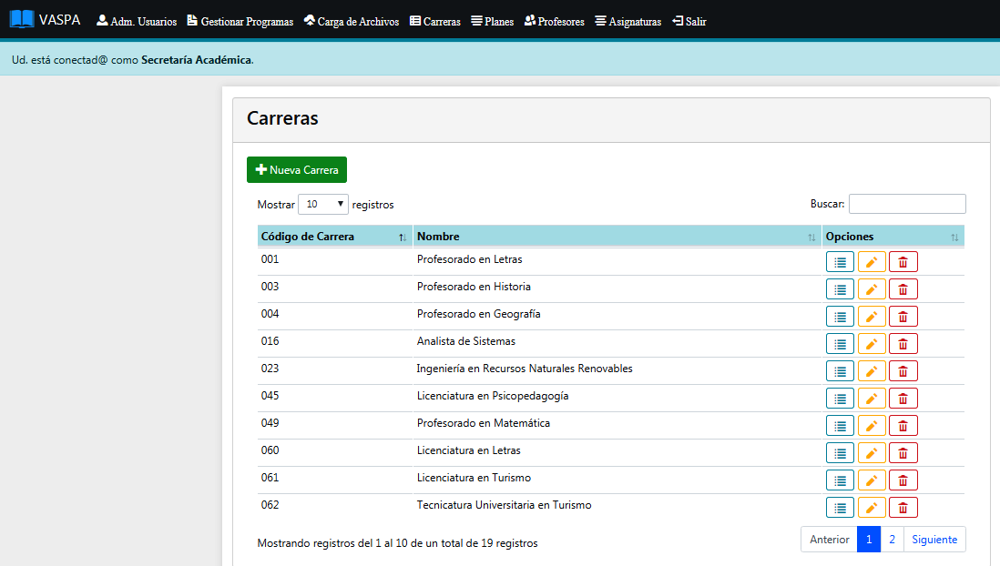 VASPA Adm. Usuarios Gestionar Programas Carga de Archivos Carreras Planes Profesores Asignaturas Salir
Ud. está conectad@ como Secretaría Académica.
Carreras
Nueva Carrera
Mostrar 10 registros Buscar:
Código de Carrera Nombre Opciones
001 Profesorado en Letras
003 Profesorado en Historia
004 Profesorado en Geografía
016 Analista de Sistemas
023 Ingeniería en Recursos Naturales Renovables
045 Licenciatura en Psicopedagogía
049 Profesorado en Matemática
060 Licenciatura en Letras
061 Licenciatura en Turismo
062 Tecnicatura Universitaria en Turismo
Mostrando registros del 1 al 10 de un total de 19 registros Anterior 1 2 Siguiente